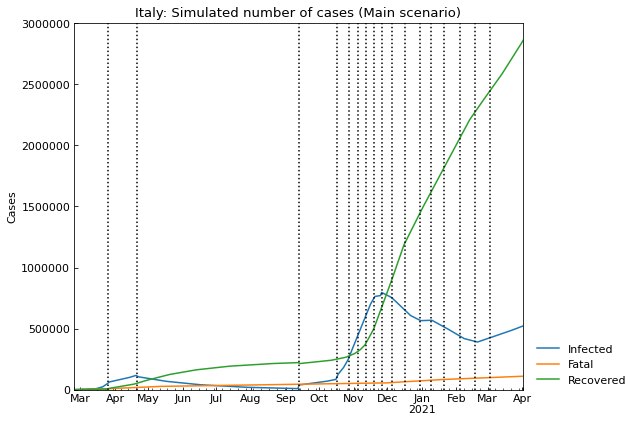 Italy: Simulated number of cases (Main scenario)
3000000
2500000
2000000
1500000
1000000
500000
0
Cases
Mar Apr May Jun Jul Aug Sep Oct Nov Dec Jan Feb Mar Apr
2021
Infected
Fatal
Recovered